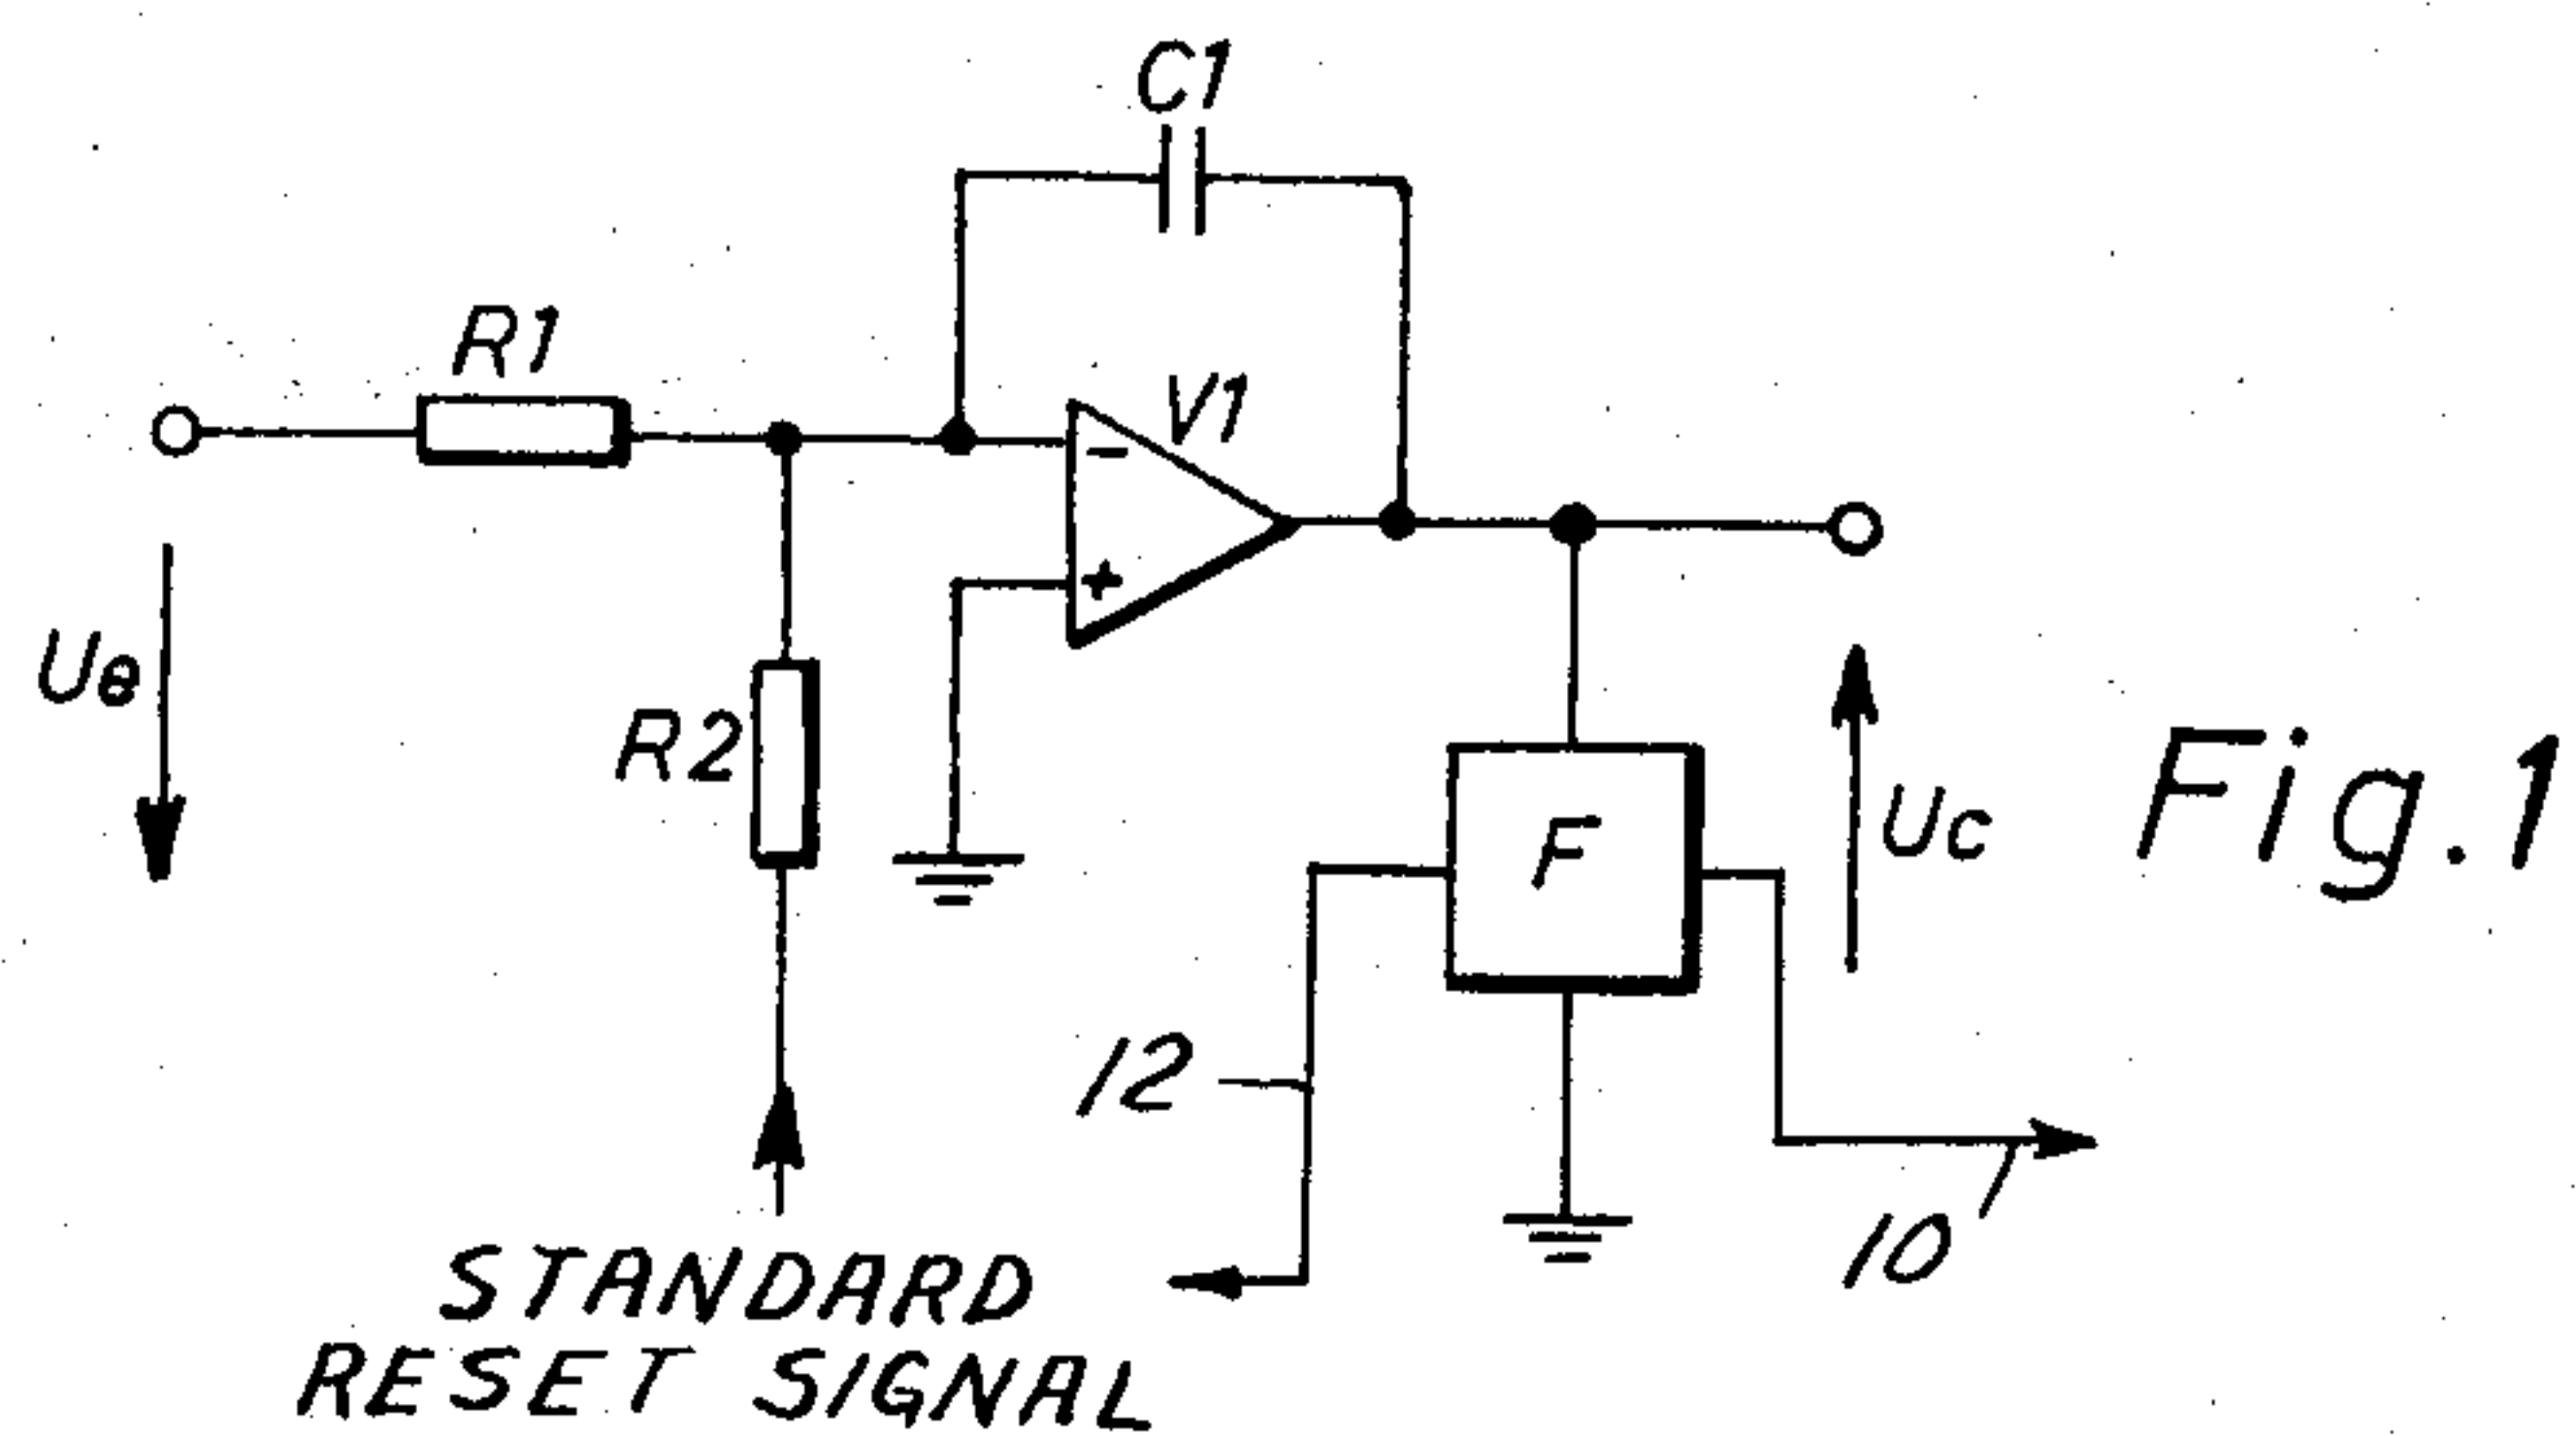 C1
R1
V1
-
+
Ue
R2
F
Uc
Fig.1
12
10
STANDARD
RESET SIGNAL